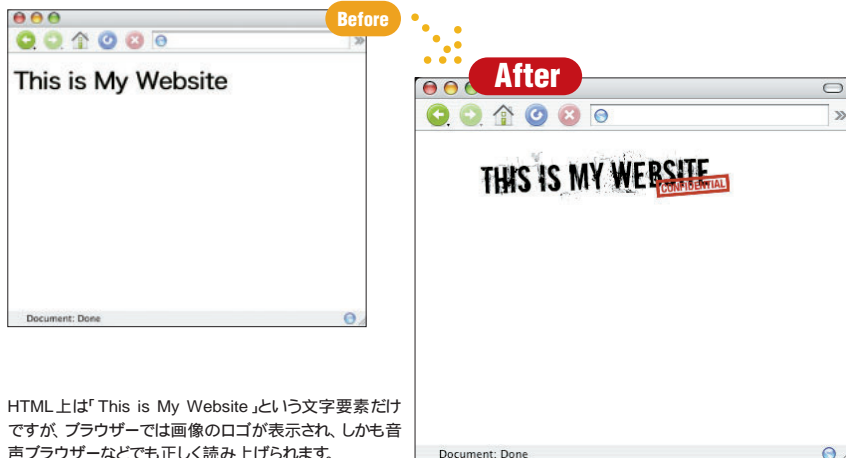 Before
This is My Website
Document: Done
After
THIS IS MY WEBSITE
CONFIDENTIAL
Document: Done
HTML上は「This is My Website」という文字要素だけ
ですが、ブラウザーでは画像のロゴが表示され、しかも音
声ブラウザーなどでも正しく読み上げられます。